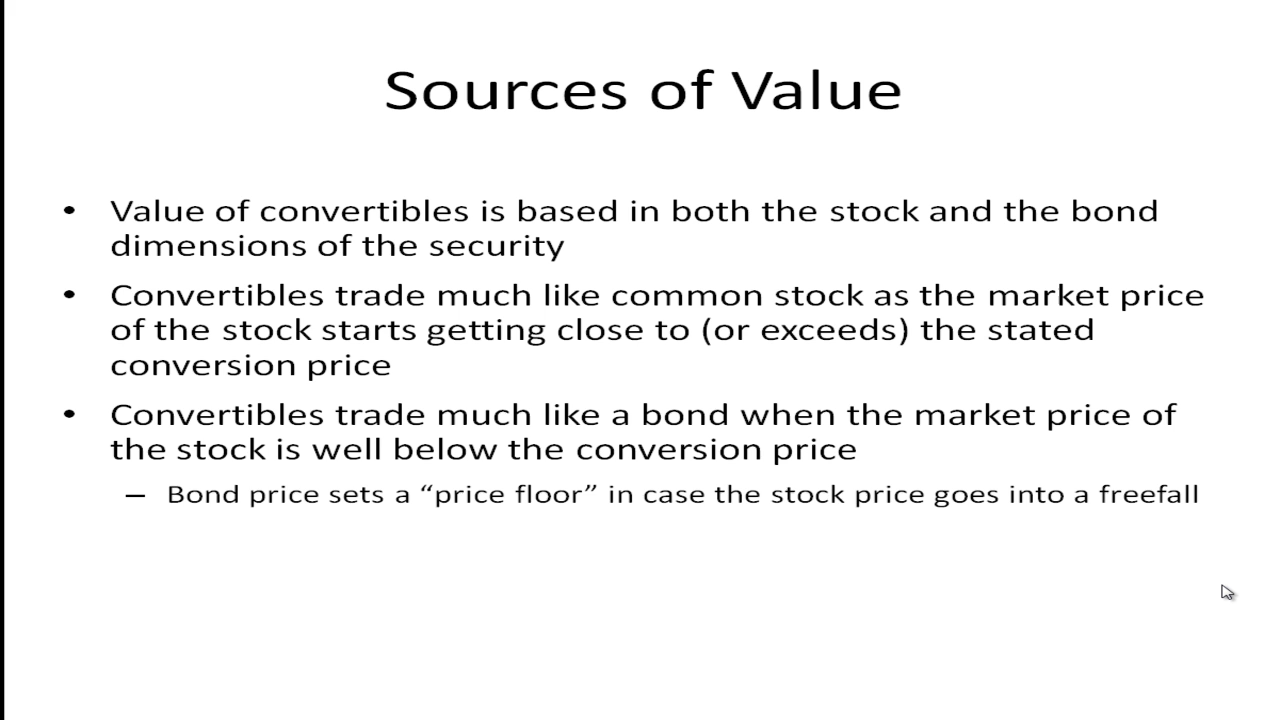 Sources of Value
• Value of convertibles is based in both the stock and the bond
dimensions of the security
• Convertibles trade much like common stock as the market price
of the stock starts getting close to (or exceeds) the stated
conversion price
• Convertibles trade much like a bond when the market price of
the stock is well below the conversion price
– Bond price sets a “price floor” in case the stock price goes into a freefall